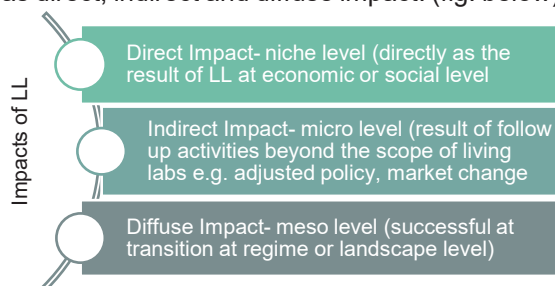 as direct, indirect and diffuse impact. (fig. below)
Impacts of LL
Direct Impact- niche level (directly as the
result of LL at economic or social level
Indirect Impact- micro level (result of follow
up activities beyond the scope of living
labs e.g. adjusted policy, market change
Diffuse Impact- meso level (successful at
transition at regime or landscape level)